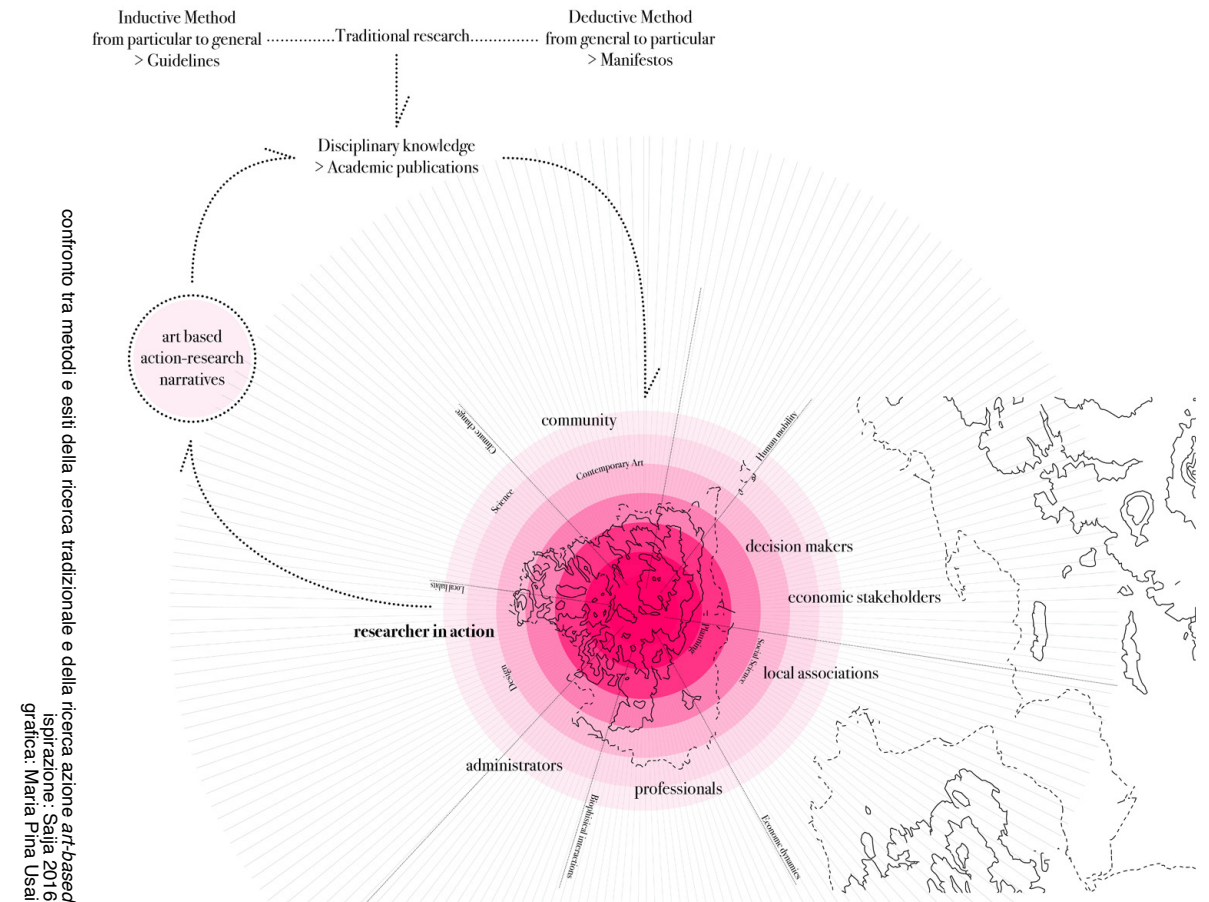 Inductive Method
from particular to general
> Guidelines
Traditional research
Deductive Method
from general to particular
> Manifestos
Disciplinary knowledge
> Academic publications
art based
action-research
narratives
community
Climate change
Contemporary Art
Human mobility
Science
decision makers
economic stakeholders
Local habits
researcher in action
Planning
Social Science
local associations
Design
administrators
professionals
Biophisical interactions
Economic dynamics
confronto tra metodi e esiti della ricerca tradizionale e della ricerca azione art-based
ispirazione: Saija 2016
grafica: Maria Pina Usai